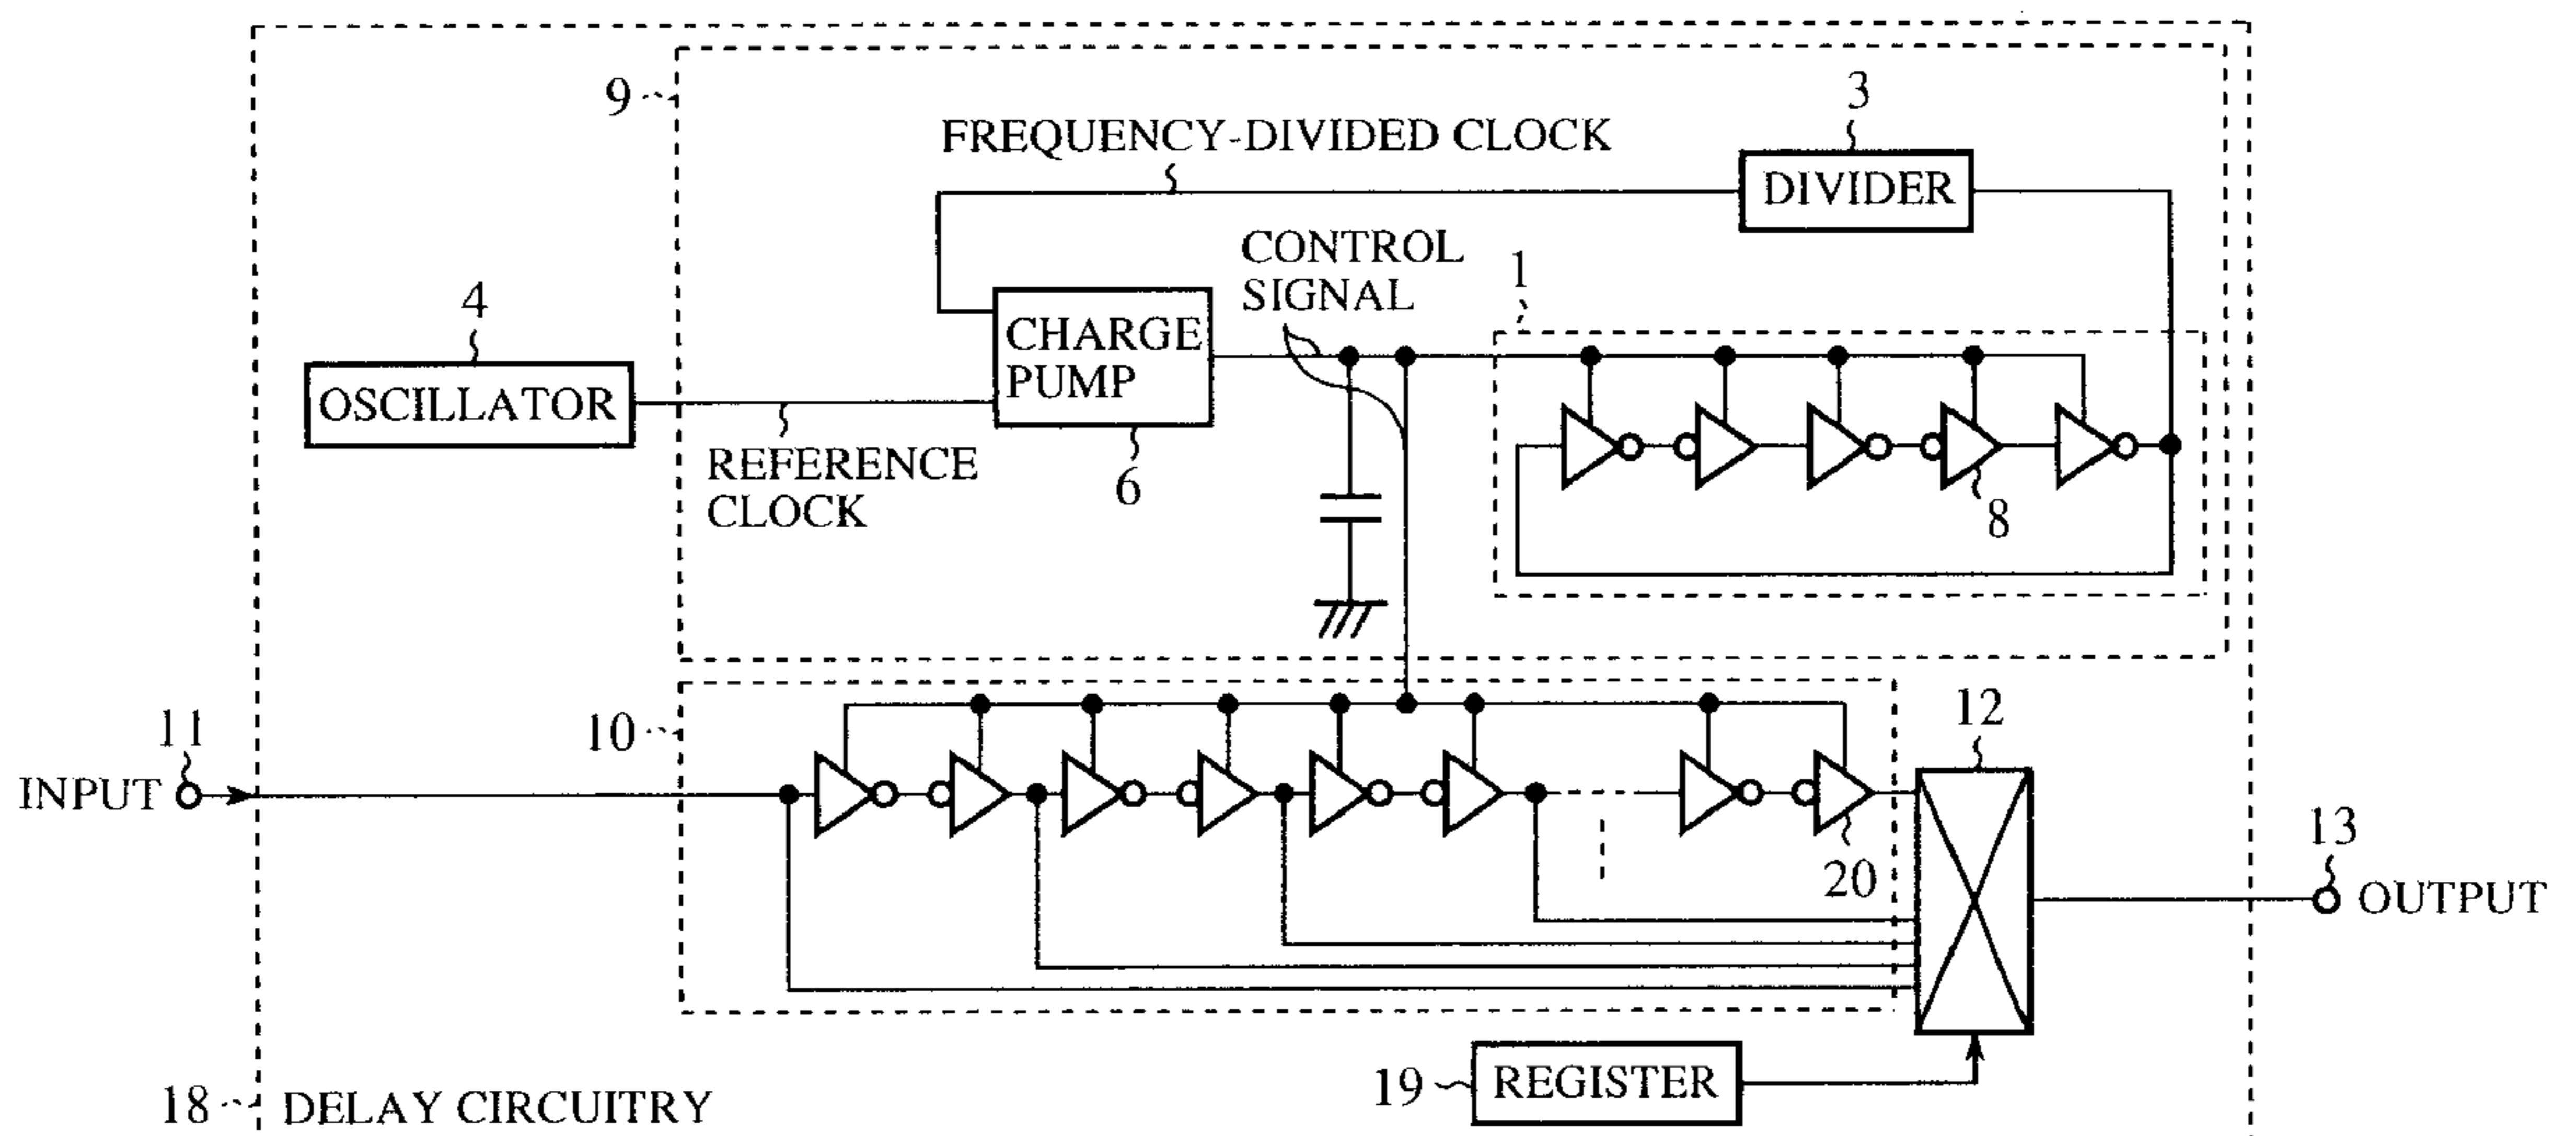 9
3
FREQUENCY-DIVIDED CLOCK
DIVIDER
CONTROL
SIGNAL
1
4
CHARGE
PUMP
OSCILLATOR
REFERENCE
CLOCK
6
8
10
12
11
INPUT
20
13
OUTPUT
19
REGISTER
18
DELAY CIRCUITRY